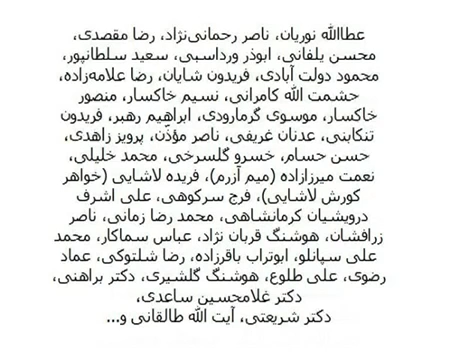 عطاالله نوریان، ناصر رحمانی‌نژاد، رضا مقصدی،
محسن یلفانی، ابوذر ورداسبی، سعید سلطانپور،
محمود دولت آبادی، فریدون شایان، رضا علامه‌زاده،
حشمت الله کامرانی، نسیم خاکسار، منصور
خاکسار، موسوی گرمارودی، ابراهیم رهبر، فریدون
تنکابنی، عدنان غریفی، ناصر مؤذّن، پرویز زاهدی،
حسن حسام، خسرو گلسرخی، محمد خلیلی،
نعمت میرزازاده (میم آزرم)، فریده لاشایی (خواهر
کورش لاشایی)، فرج سرکوهی، علی اشرف
درویشیان کرمانشاهی، محمد رضا زمانی، ناصر
زرافشان، هوشنگ قربان نژاد، عباس سماکار، محمد
علی سپانلو، ابوتراب باقرزاده، رضا شلتوکی، عماد
رضوی، علی طلوع، هوشنگ گلشیری، دکتر براهنی،
دکتر غلامحسین ساعدی،
دکتر شریعتی، آیت الله طالقانی و...